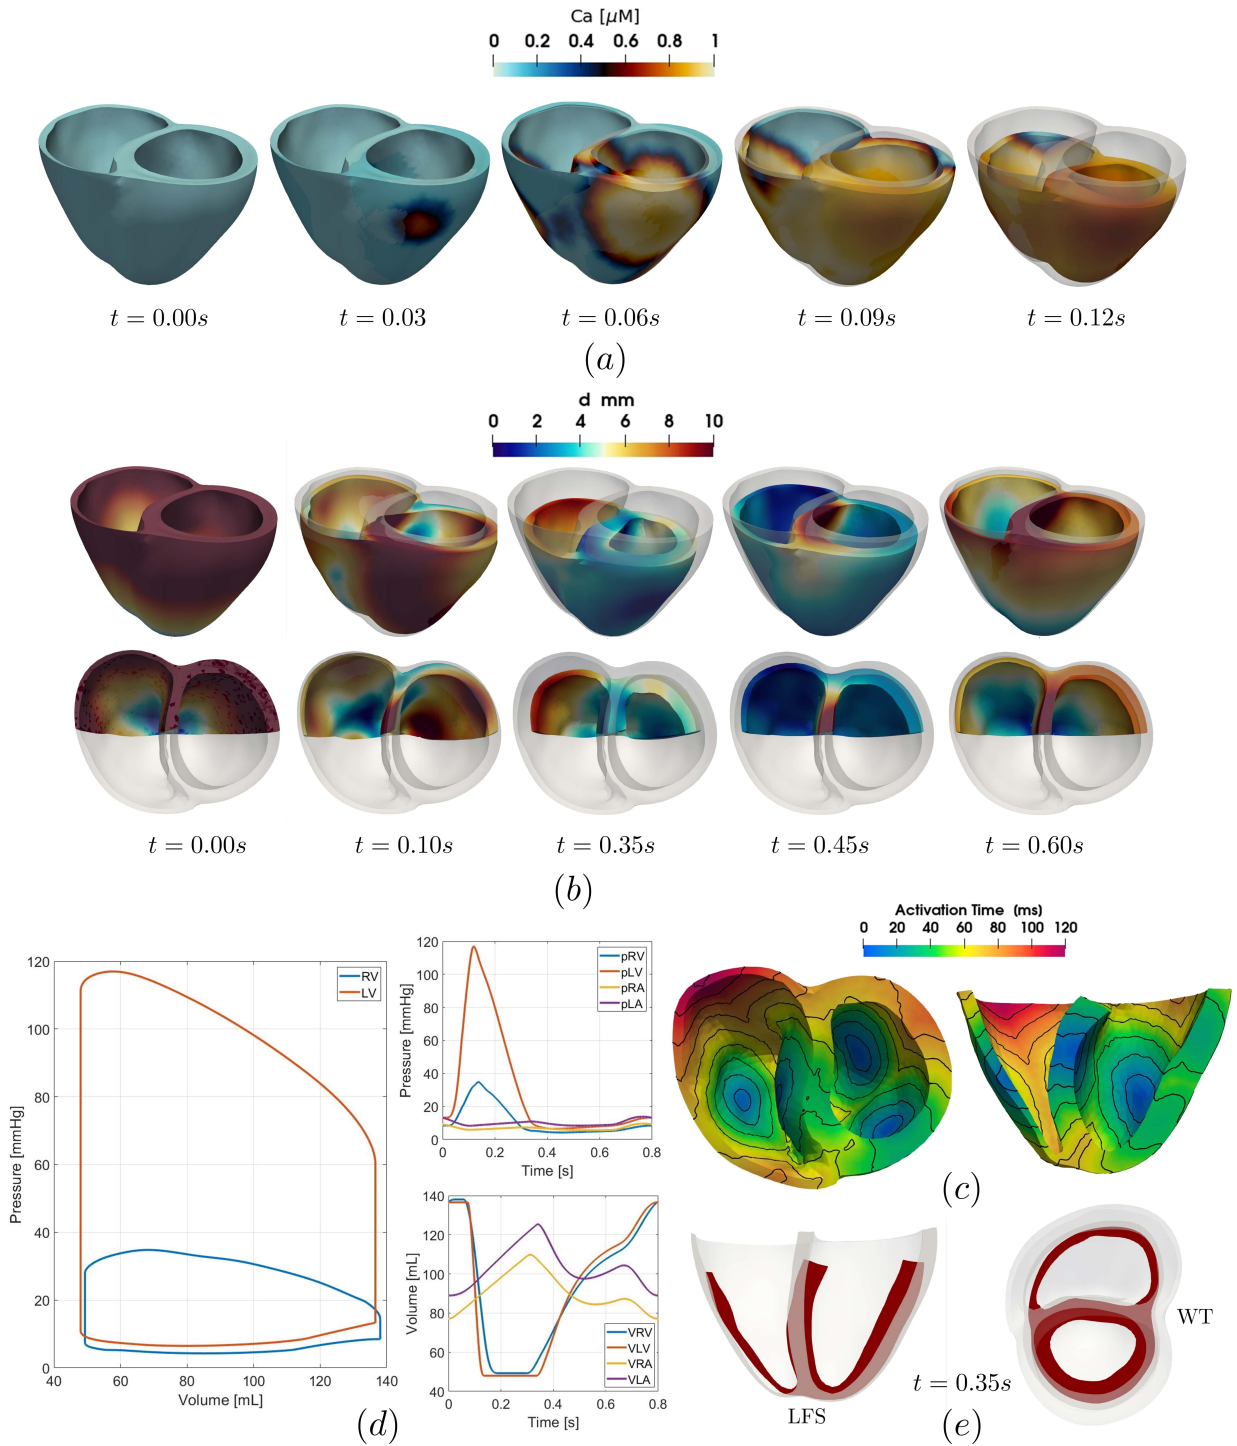 Ca [μM]
0 0.2 0.4 0.6 0.8 1
t = 0.00s t = 0.03 t = 0.06s t = 0.09s t = 0.12s
(a)
d mm
0 2 4 6 8 10
t = 0.00s t = 0.10s t = 0.35s t = 0.45s t = 0.60s
(b)
120
100
80
60
40
20
0
Pressure [mmHg]
RV
LV
40 60 80 100 120 140
Volume [mL]
120
100
80
60
40
20
0
Pressure [mmHg]
pRV
pLV
pRA
pLA
0 0.2 0.4 0.6 0.8
Time [s]
140
120
100
80
60
40
Volume [mL]
VRV
VLV
VRA
VLA
0 0.2 0.4 0.6 0.8
Time [s]
(d)
Activation Time [ms]
0 20 40 60 80 100 120
(c)
WT
t = 0.35s
LFS
(e)